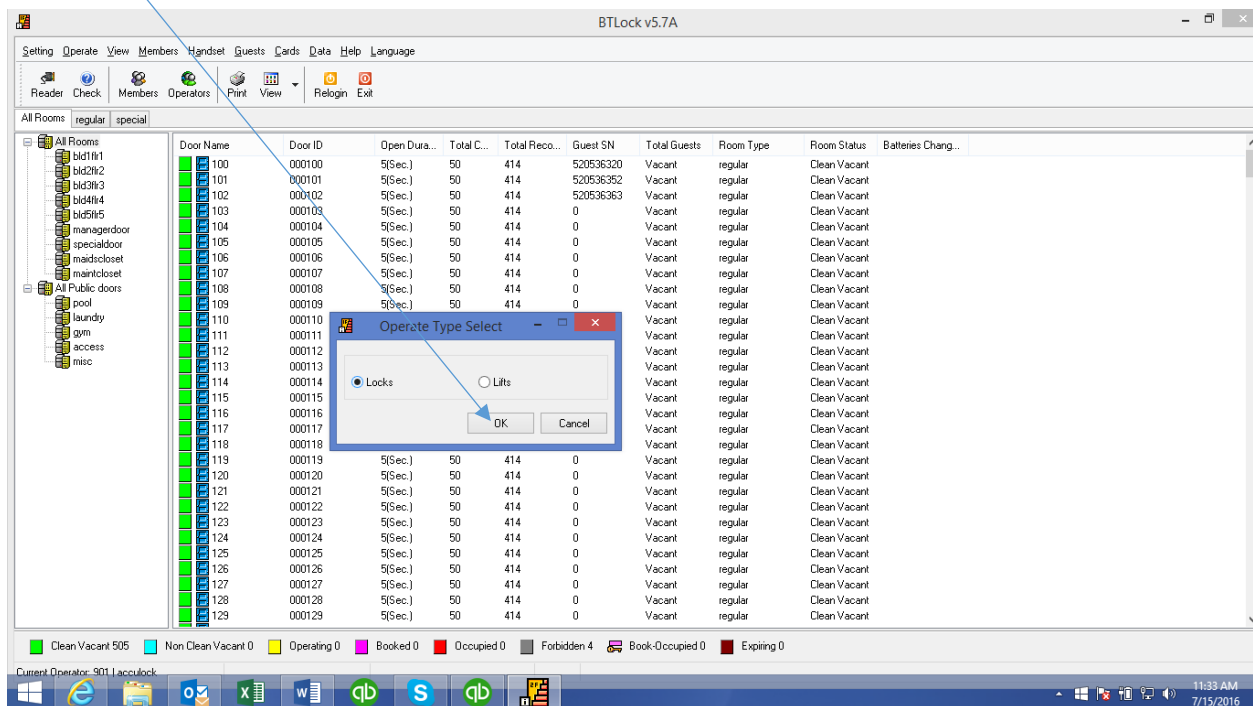 BTLock v5.7A
Setting Operate View Members Handset Guests Cards Data Help Language
Reader Check Members Operators Print View Relogin Exit
All Rooms regular special
All Rooms
bld1flr1
bld2flr2
bld3flr3
bld4flr4
bld5flr5
managerdoor
specialdoor
maidscloset
maintcloset
All Public doors
pool
laundry
gym
access
misc
Door Name Door ID Open Dura... Total C... Total Reco... Guest SN Total Guests Room Type Room Status Batteries Chang...
100 000100 5(Sec.) 50 414 520536320 Vacant regular Clean Vacant
101 000101 5(Sec.) 50 414 520536352 Vacant regular Clean Vacant
102 000102 5(Sec.) 50 414 520536363 Vacant regular Clean Vacant
103 000103 5(Sec.) 50 414 0 Vacant regular Clean Vacant
104 000104 5(Sec.) 50 414 0 Vacant regular Clean Vacant
105 000105 5(Sec.) 50 414 0 Vacant regular Clean Vacant
106 000106 5(Sec.) 50 414 0 Vacant regular Clean Vacant
107 000107 5(Sec.) 50 414 0 Vacant regular Clean Vacant
108 000108 5(Sec.) 50 414 0 Vacant regular Clean Vacant
109 000109 5(Sec.) 50 414 0 Vacant regular Clean Vacant
110 000110 Vacant regular Clean Vacant
111 000111 Vacant regular Clean Vacant
112 000112 Vacant regular Clean Vacant
113 000113 Vacant regular Clean Vacant
114 000114 Vacant regular Clean Vacant
115 000115 Vacant regular Clean Vacant
116 000116 Vacant regular Clean Vacant
117 000117 Vacant regular Clean Vacant
118 000118 Vacant regular Clean Vacant
119 000119 5(Sec.) 50 414 0 Vacant regular Clean Vacant
120 000120 5(Sec.) 50 414 0 Vacant regular Clean Vacant
121 000121 5(Sec.) 50 414 0 Vacant regular Clean Vacant
122 000122 5(Sec.) 50 414 0 Vacant regular Clean Vacant
123 000123 5(Sec.) 50 414 0 Vacant regular Clean Vacant
124 000124 5(Sec.) 50 414 0 Vacant regular Clean Vacant
125 000125 5(Sec.) 50 414 0 Vacant regular Clean Vacant
126 000126 5(Sec.) 50 414 0 Vacant regular Clean Vacant
127 000127 5(Sec.) 50 414 0 Vacant regular Clean Vacant
128 000128 5(Sec.) 50 414 0 Vacant regular Clean Vacant
129 000129 5(Sec.) 50 414 0 Vacant regular Clean Vacant
Operate Type Select
Locks Lifts
OK Cancel
Clean Vacant 505 Non Clean Vacant 0 Operating 0 Booked 0 Occupied 0 Forbidden 4 Book-Occupied 0 Expiring 0
Current Operator: 901 | acculock
11:33 AM
7/15/2016